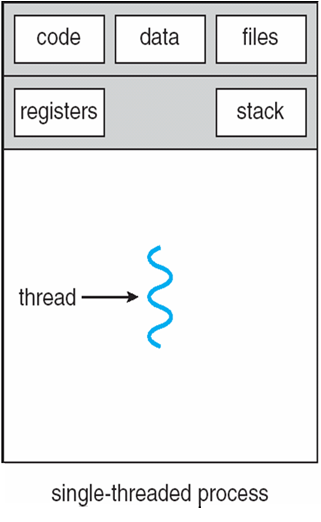 code data files
registers stack
thread
single-threaded process